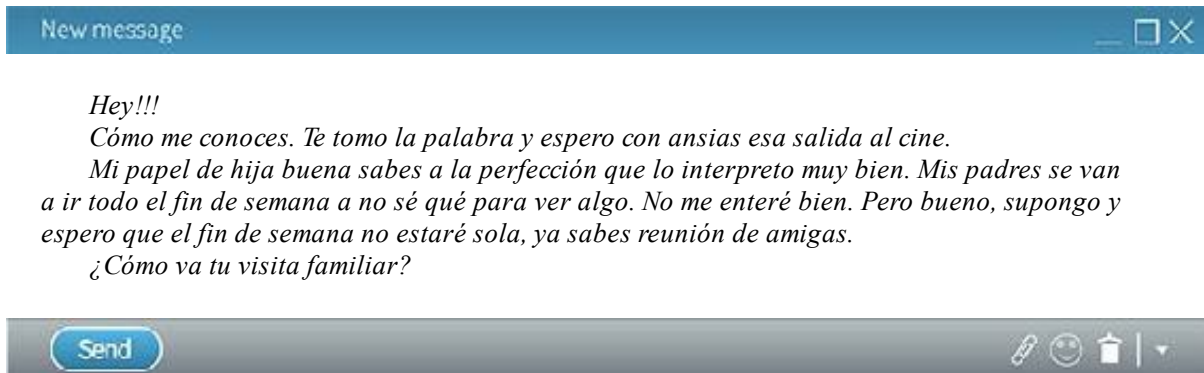 New message
Hey!!!
Cómo me conoces. Te tomo la palabra y espero con ansias esa salida al cine.
Mi papel de hija buena sabes a la perfección que lo interpreto muy bien. Mis padres se van
a ir todo el fin de semana a no sé qué para ver algo. No me enteré bien. Pero bueno, supongo y
espero que el fin de semana no estaré sola, ya sabes reunión de amigas.
¿Cómo va tu visita familiar?
Send